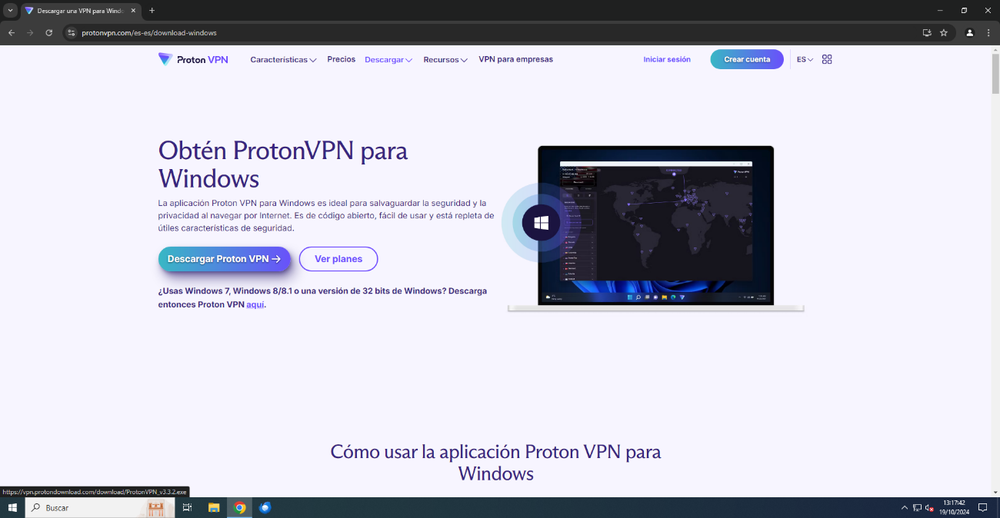 Descargar una VPN para Windo
protonvpn.com/es-es/download-windows
Proton VPN Características Precios Descargar Recursos VPN para empresas Iniciar sesión Crear cuenta ES
Obtén ProtonVPN para
Windows
La aplicación Proton VPN para Windows es ideal para salvaguardar la seguridad y la
privacidad al navegar por Internet. Es de código abierto, fácil de usar y está repleta de
útiles características de seguridad.
Descargar Proton VPN → Ver planes
¿Usas Windows 7, Windows 8/8.1 o una versión de 32 bits de Windows? Descarga
entonces Proton VPN aquí.
Cómo usar la aplicación Proton VPN para
Windows
https://vpn.protondownload.com/download/ProtonVPN_v3.3.2.exe
Buscar
13:17:42
19/10/2024